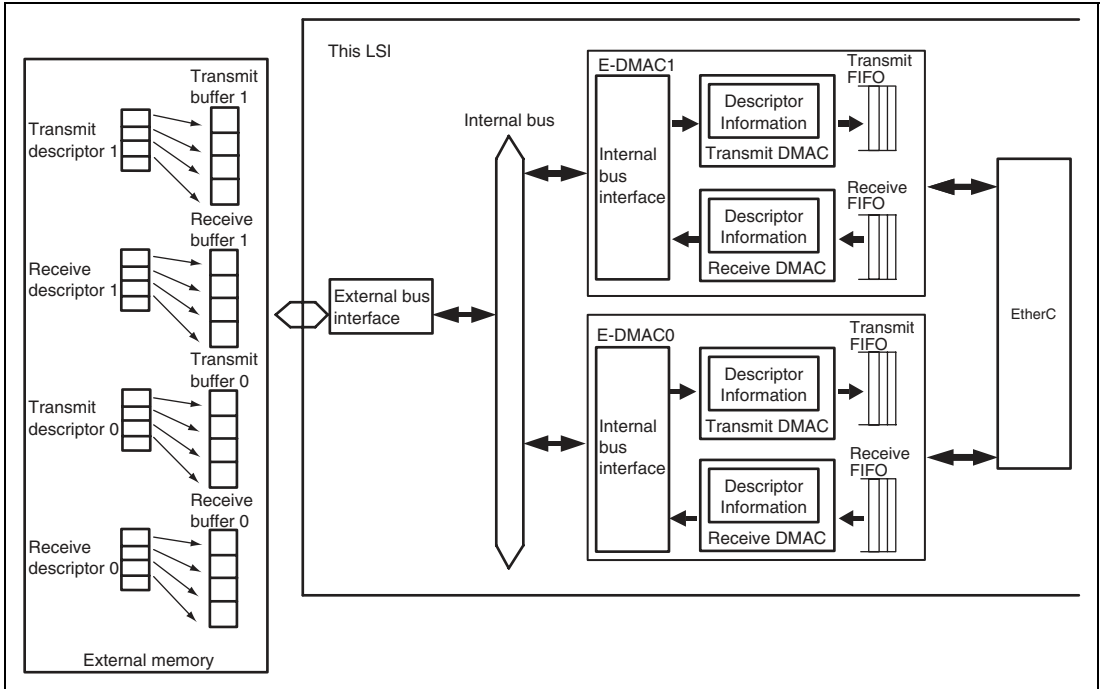 Transmit
buffer 1
Transmit
descriptor 1
Receive
buffer 1
Receive
descriptor 1
Transmit
buffer 0
Transmit
descriptor 0
Receive
buffer 0
Receive
descriptor 0
External memory
This LSI
External bus
interface
Internal bus
E-DMAC1
Internal
bus
interface
Descriptor
Information
Transmit DMAC
Transmit
FIFO
Descriptor
Information
Receive DMAC
Receive
FIFO
E-DMAC0
Internal
bus
interface
Descriptor
Information
Transmit DMAC
Transmit
FIFO
Descriptor
Information
Receive DMAC
Receive
FIFO
EtherC